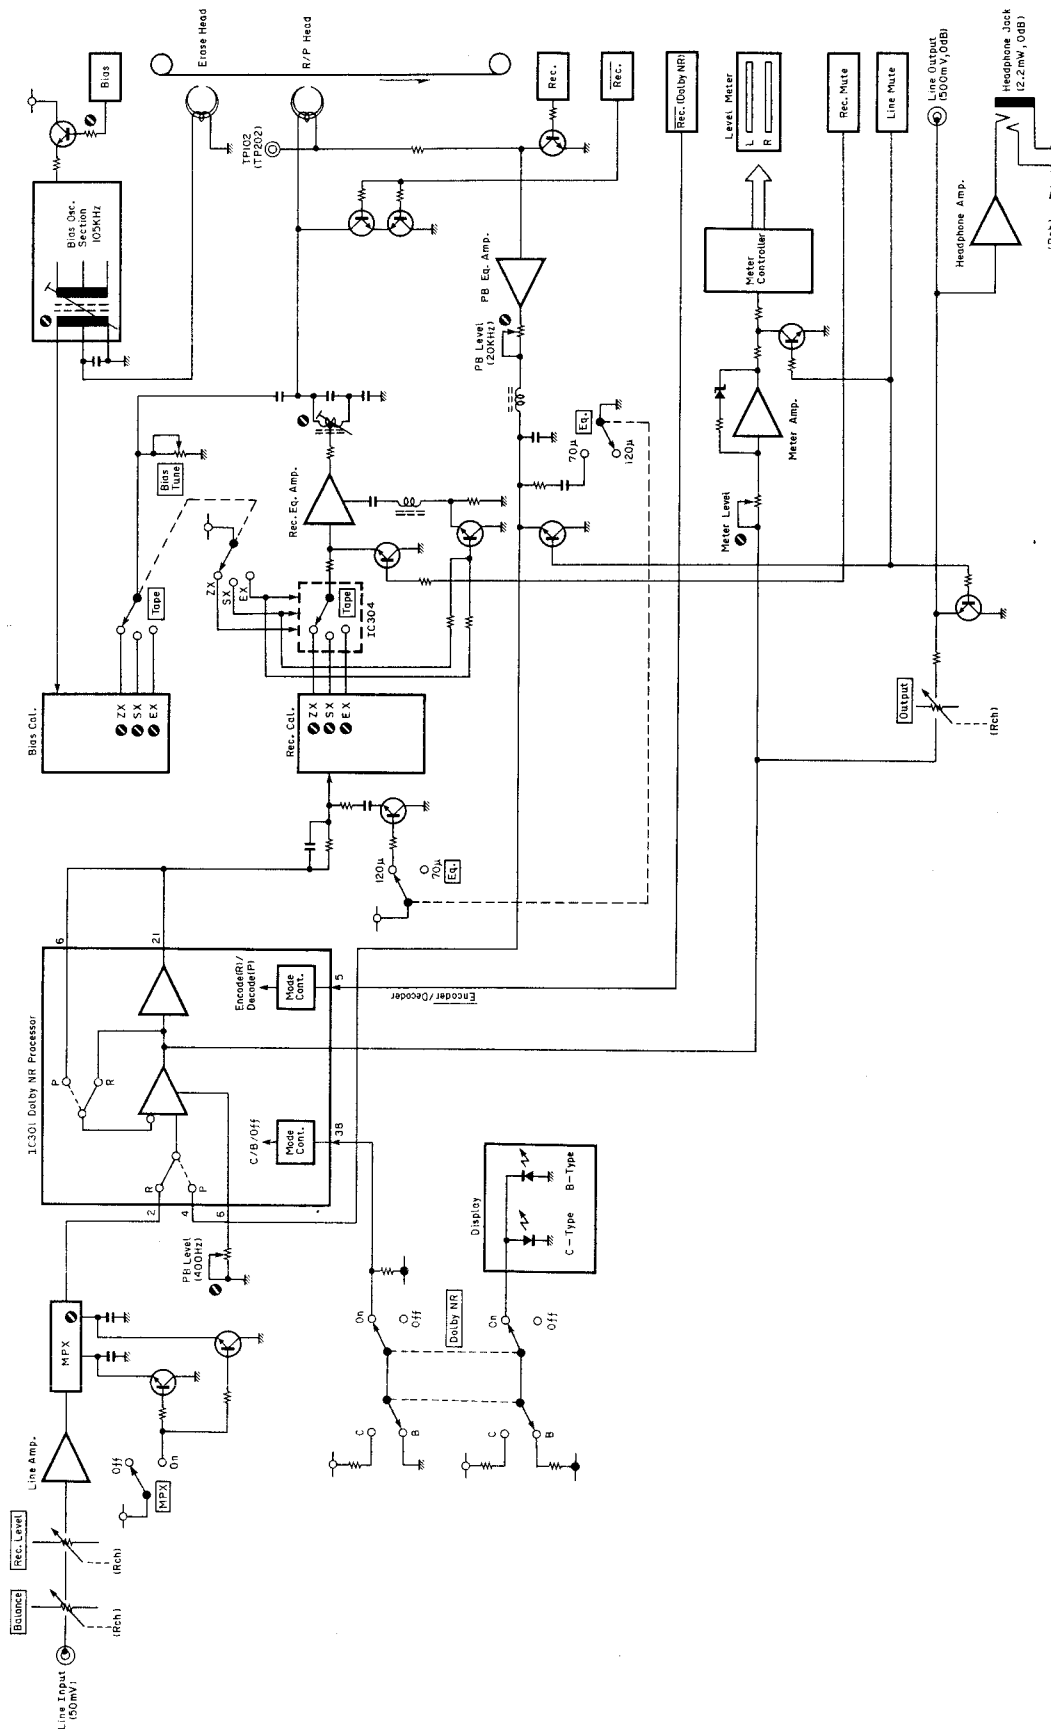 Line Input
(50mV)
Balance
(Rch)
Rec. Level
(Rch)
Line Amp.
MPX
Off
On
MPX
IC301 Dolby NR Processor
2
4
6
R
P
P
R
6
21
PB Level
(400Hz)
C/B/Off
Mode
Cont.
38
Encode(R)/
Decode(P)
Mode
Cont.
5
Encoder/Decoder
C
B
On
Off
Dolby NR
C
B
On
Off
Display
C-Type
B-Type
120μ
70μ
Eq.
Bias Cal.
ZX
SX
EX
Tape
Bias
Tune
Rec. Cal.
ZX
SX
EX
ZX
SX
EX
Tape
IC304
Rec. Eq. Amp.
Bias Osc.
Section
105KHz
Bias
Erase Head
R/P Head
TP102
(TP202)
Rec.
Rec.
PB Eq. Amp.
PB Level
(20KHz)
70μ
Eq.
120μ
Rec. (Dolby NR)
Level Meter
L
R
Meter
Controller
Meter Amp.
Meter Level
Rec. Mute
Line Mute
Output
(Rch)
Line Output
(500mV, 0dB)
Headphone Amp.
Headphone Jack
(2.2mW, 0dB)
(Rch)